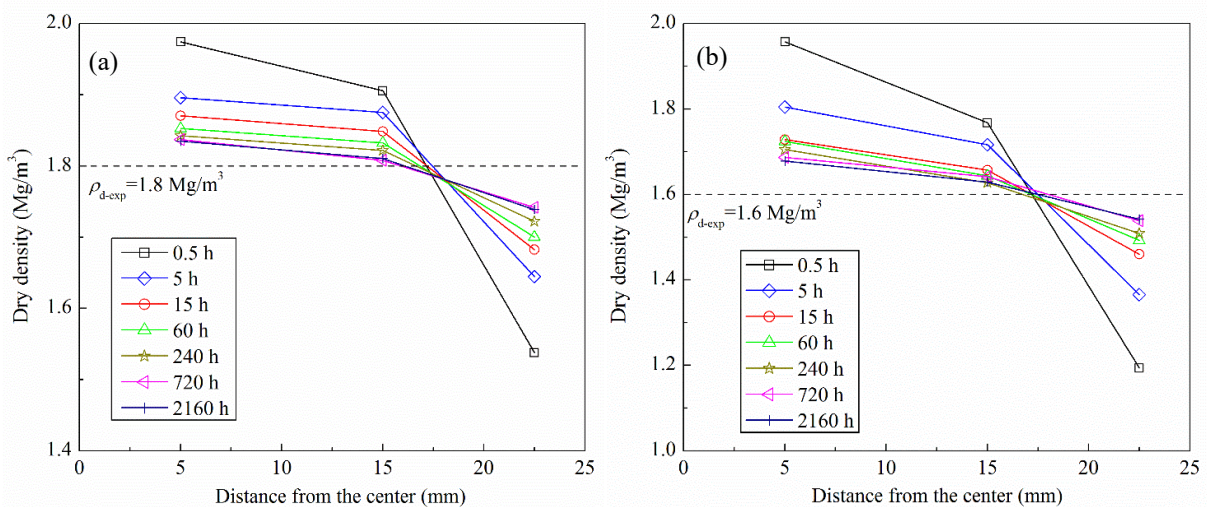 (a)
2.0
1.8
1.6
1.4
Dry density (Mg/m³)
ρd-exp=1.8 Mg/m³
0.5 h
5 h
15 h
60 h
240 h
720 h
2160 h
0 5 10 15 20 25
Distance from the center (mm)
(b)
2.0
1.8
1.6
1.4
1.2
1.0
Dry density (Mg/m³)
ρd-exp=1.6 Mg/m³
0.5 h
5 h
15 h
60 h
240 h
720 h
2160 h
0 5 10 15 20 25
Distance from the center (mm)